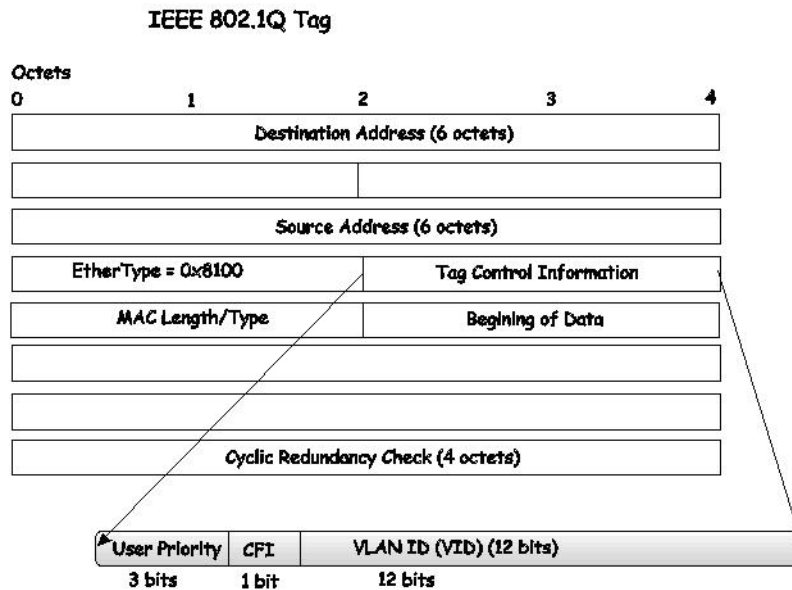 IEEE 802.1Q Tag
Octets
0 1 2 3 4
Destination Address (6 octets)
Source Address (6 octets)
EtherType = 0x8100 Tag Control Information
MAC Length/Type Begining of Data
Cyclic Redundancy Check (4 octets)
User Priority CFI VLAN ID (VID) (12 bits)
3 bits 1 bit 12 bits